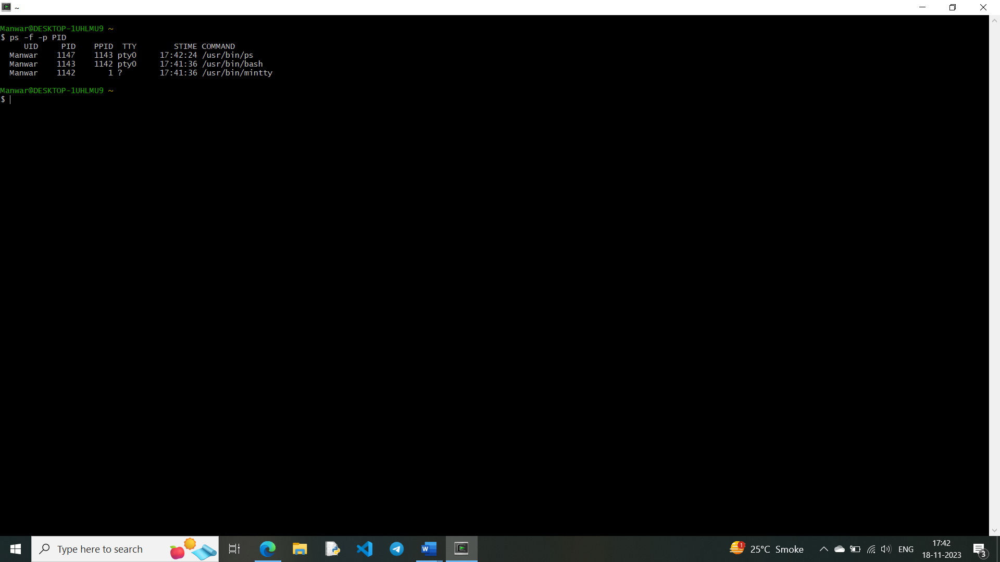 ~
Manwar@DESKTOP-1UHLMU9 ~
$ ps -f -p PID
     UID     PID    PPID  TTY        STIME COMMAND
  Manwar    1147    1143 pty0     17:42:24 /usr/bin/ps
  Manwar    1143    1142 pty0     17:41:36 /usr/bin/bash
  Manwar    1142       1 ?        17:41:36 /usr/bin/mintty
Manwar@DESKTOP-1UHLMU9 ~
$
Type here to search
W
1
25°C Smoke
ENG
17:42
18-11-2023
3